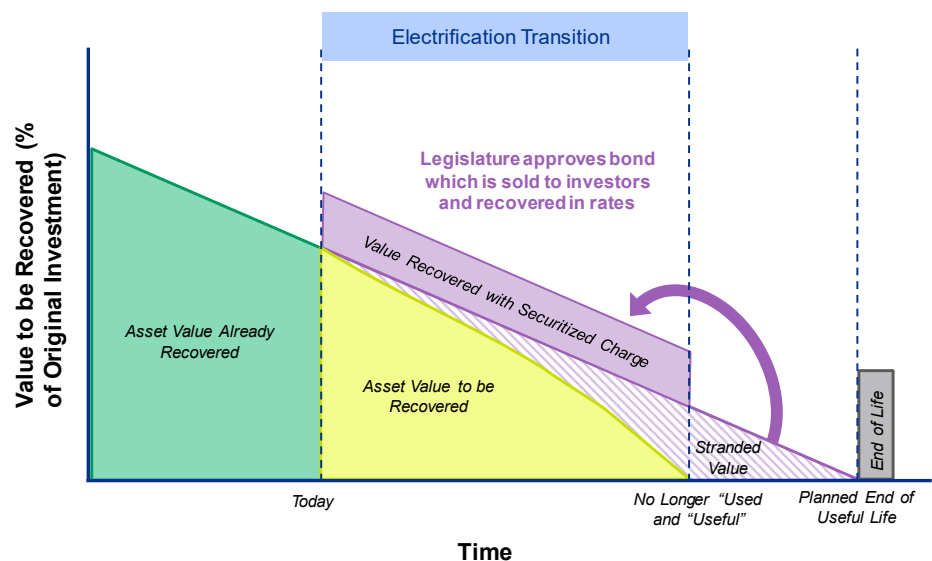 Electrification Transition
Value to be Recovered (%
of Original Investment)
Legislature approves bond
which is sold to investors
and recovered in rates
Value Recovered with Securitized Charge
Asset Value Already
Recovered
Asset Value to be
Recovered
Stranded
Value
End of Life
Today
No Longer “Used
and “Useful”
Planned End of
Useful Life
Time